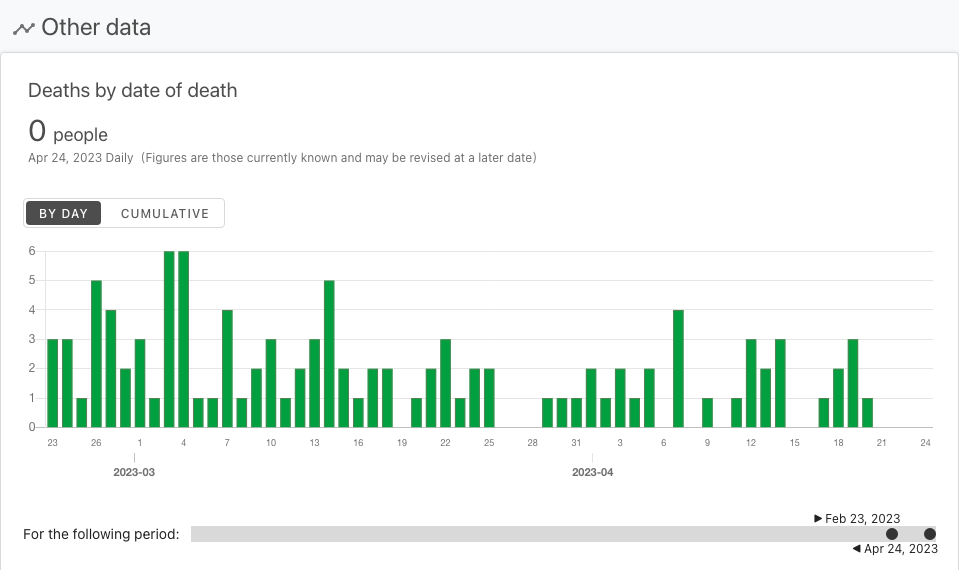 Other data
Deaths by date of death
0 people
Apr 24, 2023 Daily (Figures are those currently known and may be revised at a later date)
BY DAY CUMULATIVE
6
5
4
3
2
1
0
23 26 1 4 7 10 13 16 19 22 25 28 31 3 6 9 12 15 18 21 24
2023-03 2023-04
▶ Feb 23, 2023
For the following period:
◀ Apr 24, 2023